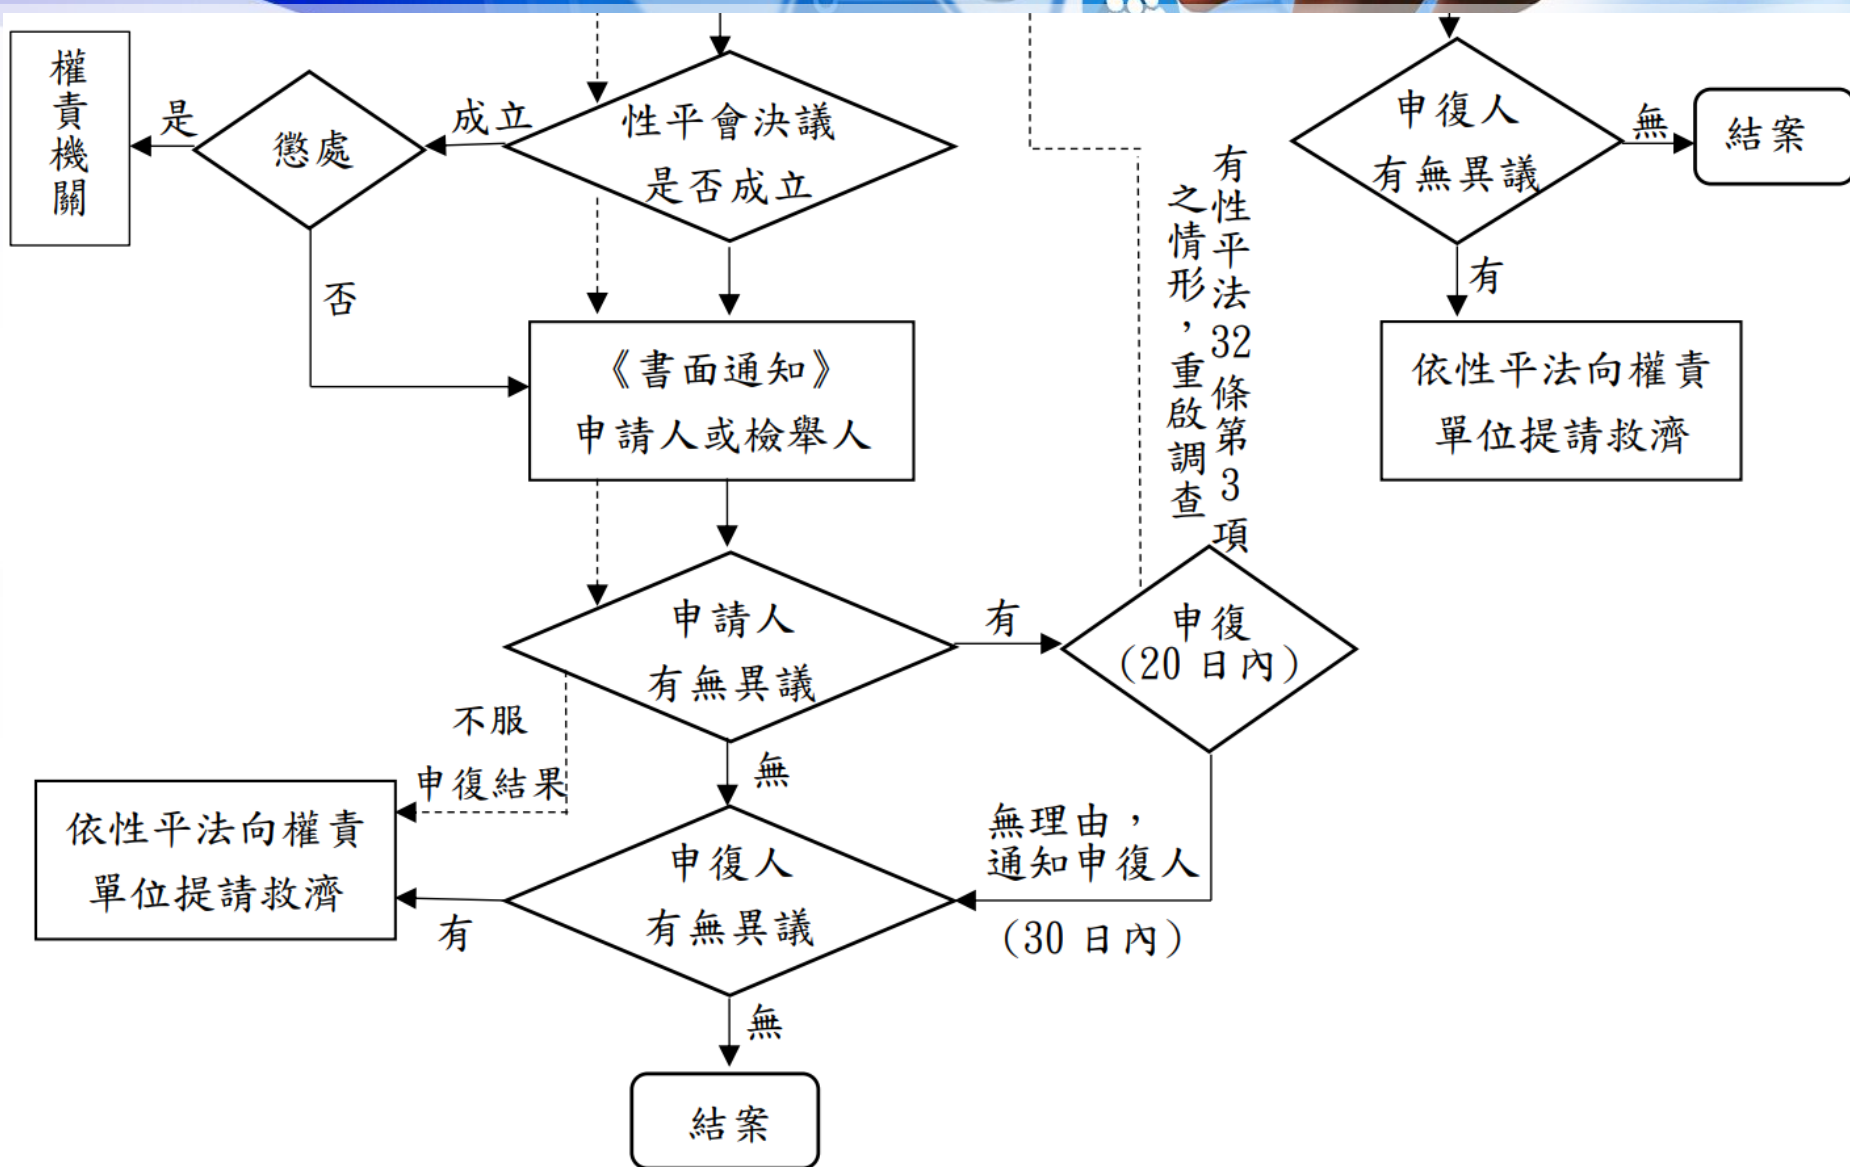 權責機關
是
懲處
成立
性平會決議
是否成立
否
《書面通知》
申請人或檢舉人
申請人
有無異議
有
申復
(20 日內)
有性平法32條第3項
之情形，重啟調查
不服
申復結果
無
無理由，
通知申復人
(30 日內)
申復人
有無異議
有
依性平法向權責
單位提請救濟
無
結案
申復人
有無異議
無
結案
有
依性平法向權責
單位提請救濟